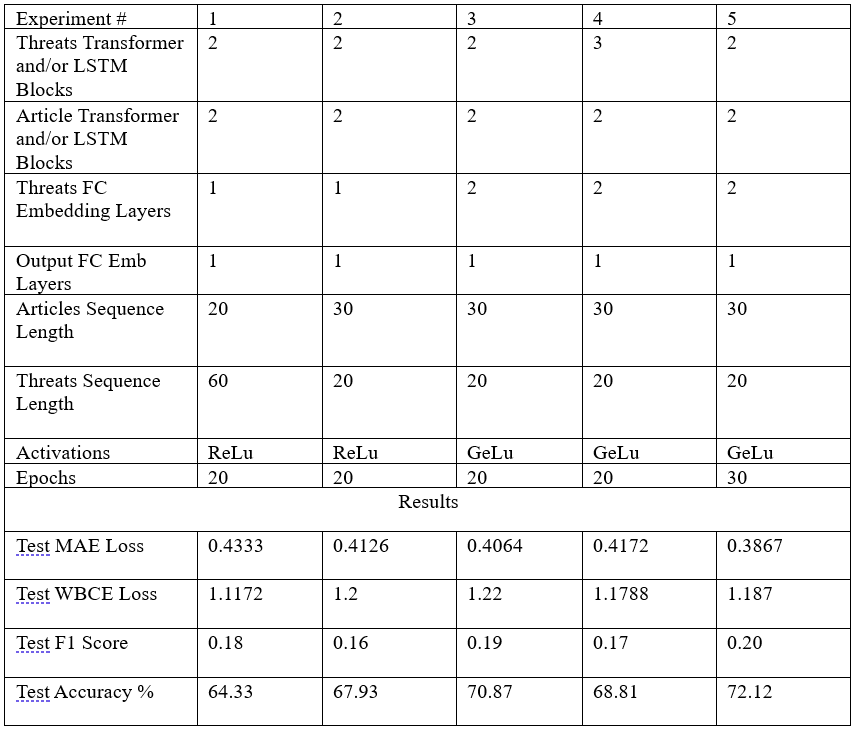 Experiment # 1 2 3 4 5
Threats Transformer 2 2 2 3 2
and/or LSTM
Blocks
Article Transformer 2 2 2 2 2
and/or LSTM
Blocks
Threats FC 1 1 2 2 2
Embedding Layers
Output FC Emb 1 1 1 1 1
Layers
Articles Sequence 20 30 30 30 30
Length
Threats Sequence 60 20 20 20 20
Length
Activations ReLu ReLu GeLu GeLu GeLu
Epochs 20 20 20 20 30
Results
Test MAE Loss 0.4333 0.4126 0.4064 0.4172 0.3867
Test WBCE Loss 1.1172 1.2 1.22 1.1788 1.187
Test F1 Score 0.18 0.16 0.19 0.17 0.20
Test Accuracy % 64.33 67.93 70.87 68.81 72.12